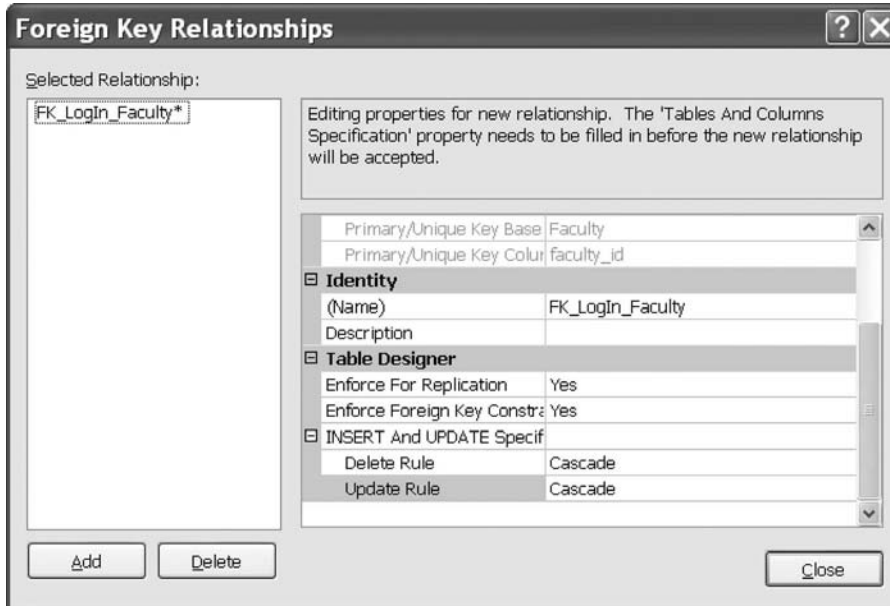 Foreign Key Relationships
Selected Relationship:
FK_LogIn_Faculty*
Editing properties for new relationship. The 'Tables And Columns
Specification' property needs to be filled in before the new relationship
will be accepted.
Primary/Unique Key Base Faculty
Primary/Unique Key Colur faculty_id
Identity
(Name) FK_LogIn_Faculty
Description
Table Designer
Enforce For Replication Yes
Enforce Foreign Key Constra Yes
INSERT And UPDATE Specif
Delete Rule Cascade
Update Rule Cascade
Add Delete
Close